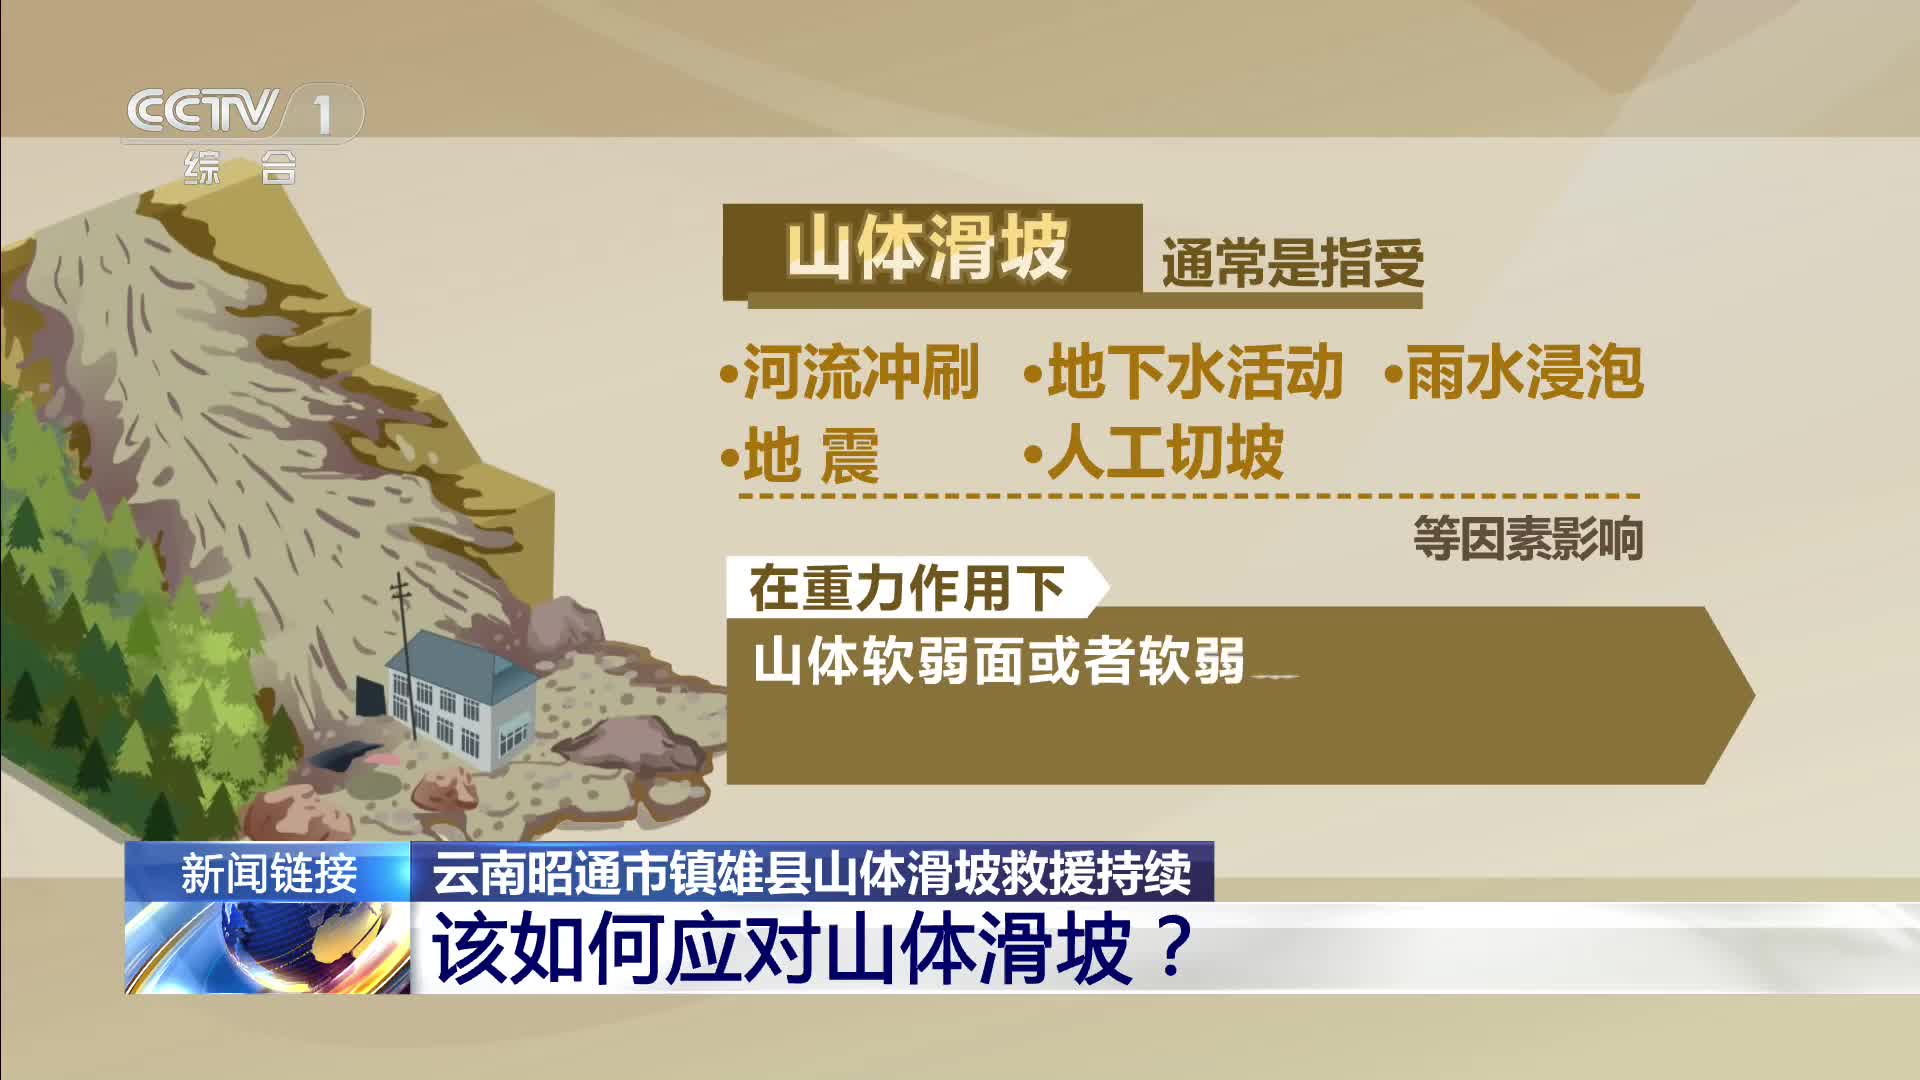 CCTV 1
综 合
山体滑坡 通常是指受
•河流冲刷 •地下水活动 •雨水浸泡
•地 震 •人工切坡
等因素影响
在重力作用下
山体软弱面或者软弱
新闻链接 云南昭通市镇雄县山体滑坡救援持续
该如何应对山体滑坡？